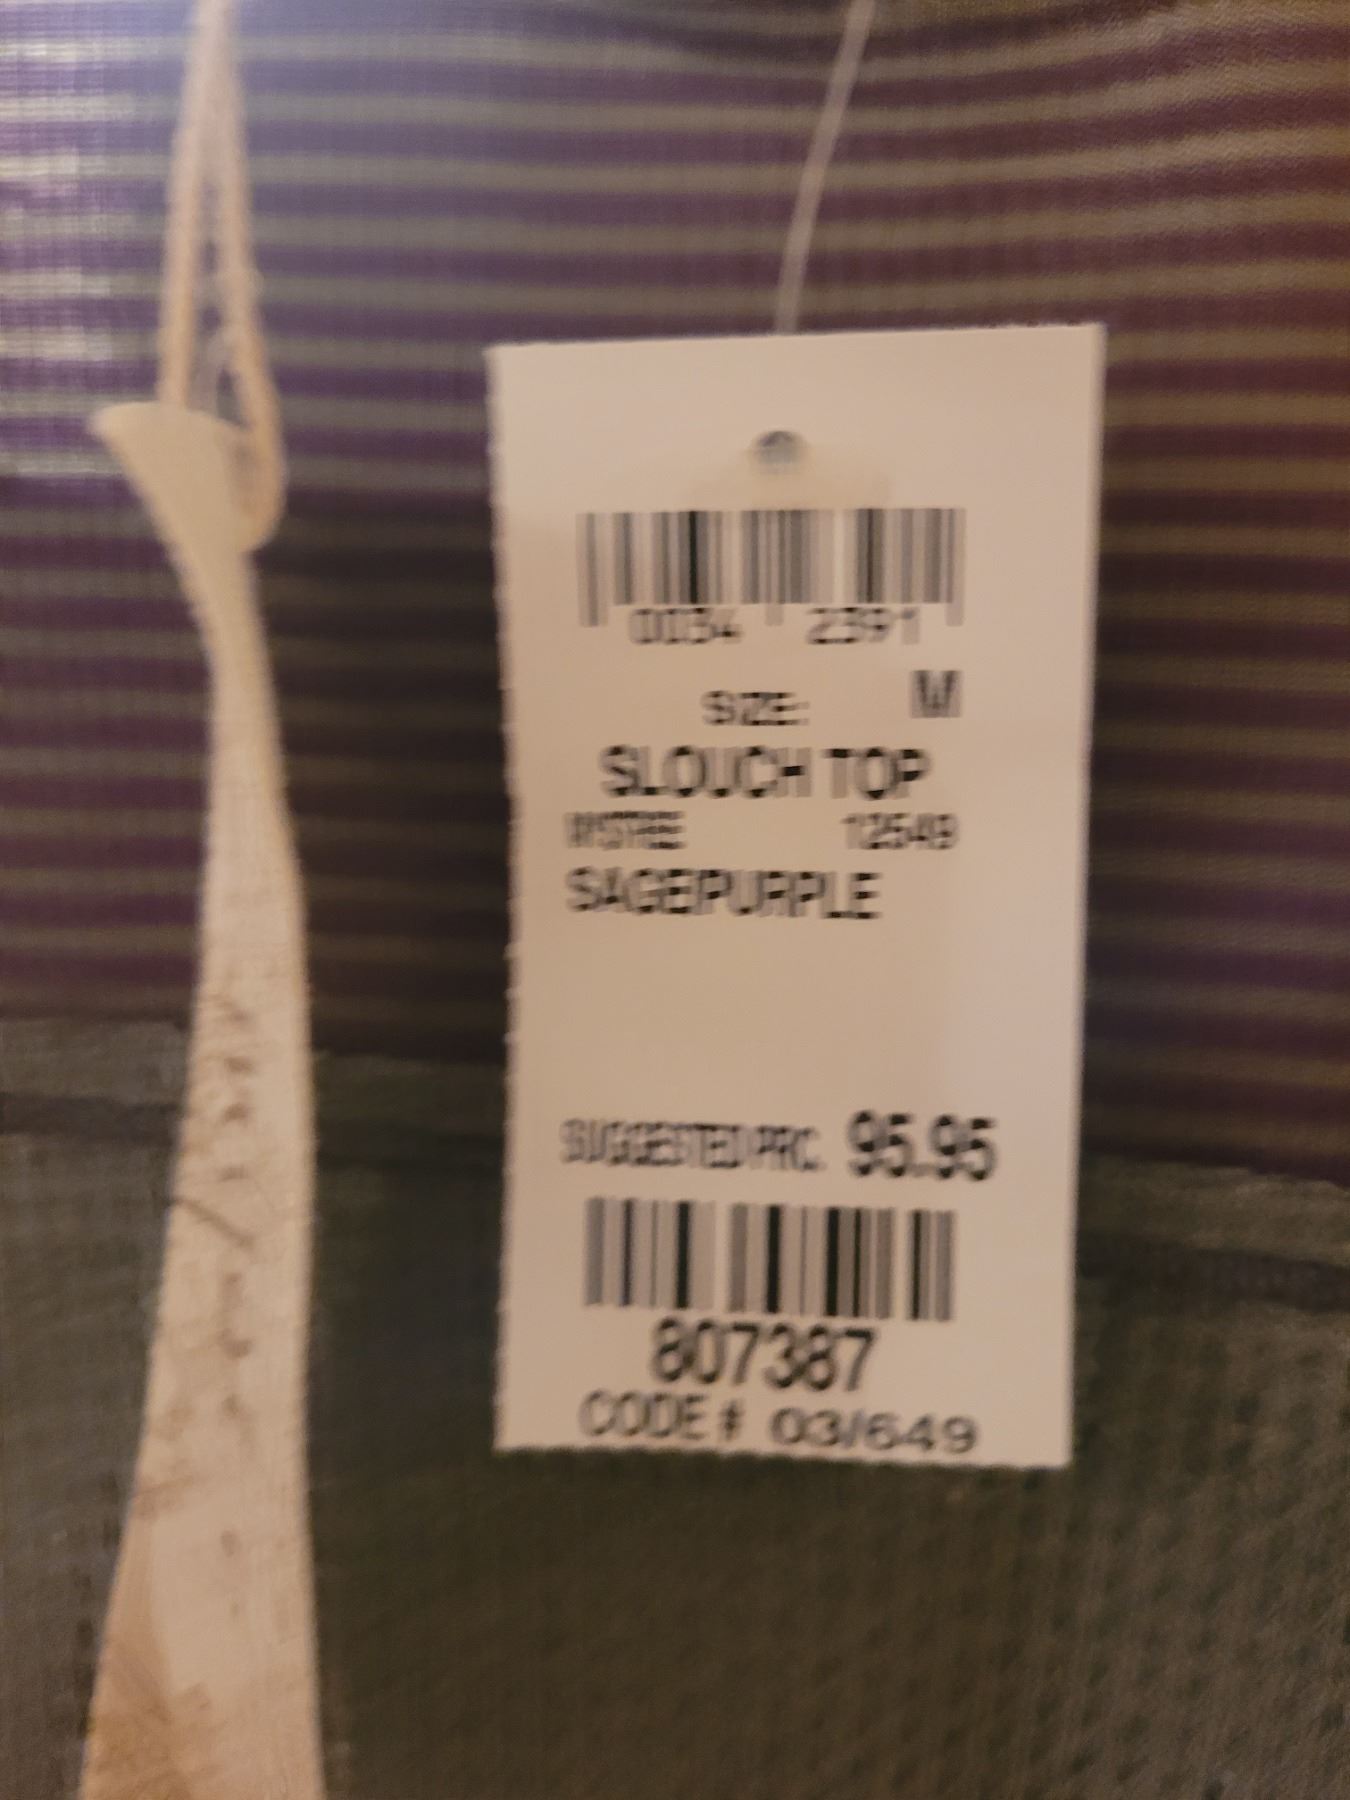 0034 2391
SIZE: M
SLOUCH TOP
12549
SAGE/PURPLE
SUGGESTED PRC. 95.95
807387
CODE # 03/649